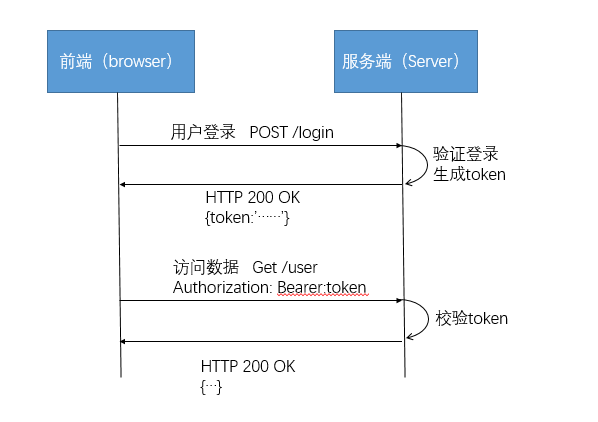 前端（browser）
服务端（Server）
用户登录 POST /login
验证登录
生成token
HTTP 200 OK
{token:’······’}
访问数据 Get /user
Authorization: Bearer:token
校验token
HTTP 200 OK
{···}